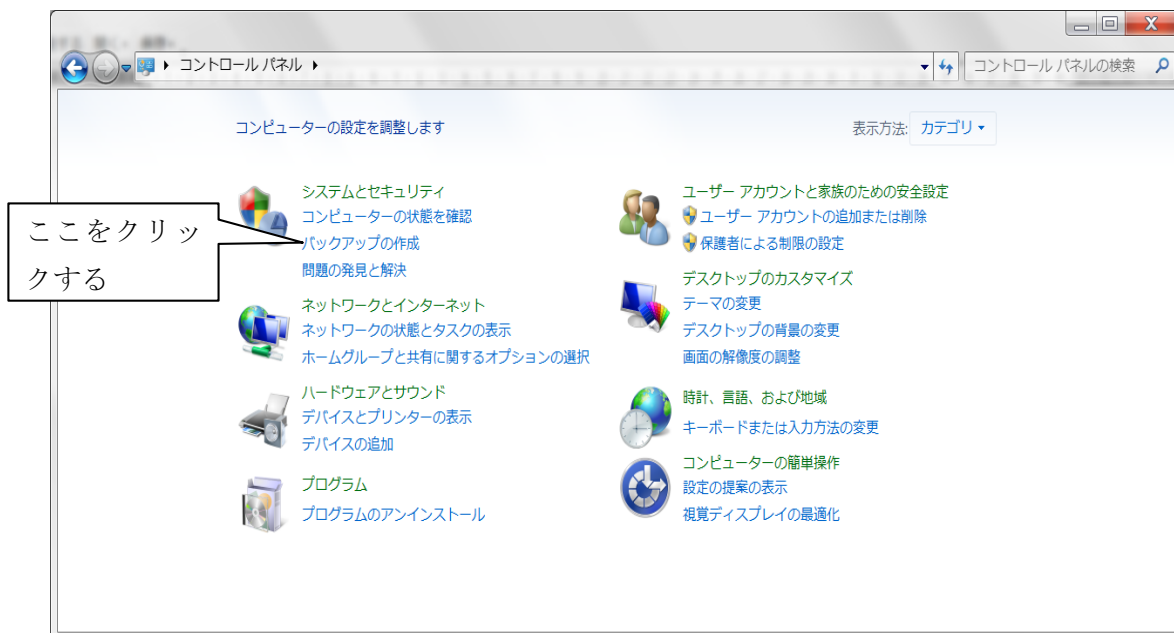 コントロール パネル
コントロール パネルの検索
コンピューターの設定を調整します
表示方法: カテゴリ
ここをクリッ
クする
システムとセキュリティ
コンピューターの状態を確認
バックアップの作成
問題の発見と解決
ネットワークとインターネット
ネットワークの状態とタスクの表示
ホームグループと共有に関するオプションの選択
ハードウェアとサウンド
デバイスとプリンターの表示
デバイスの追加
プログラム
プログラムのアンインストール
ユーザー アカウントと家族のための安全設定
ユーザー アカウントの追加または削除
保護者による制限の設定
デスクトップのカスタマイズ
テーマの変更
デスクトップの背景の変更
画面の解像度の調整
時計、言語、および地域
キーボードまたは入力方法の変更
コンピューターの簡単操作
設定の提案の表示
視覚ディスプレイの最適化